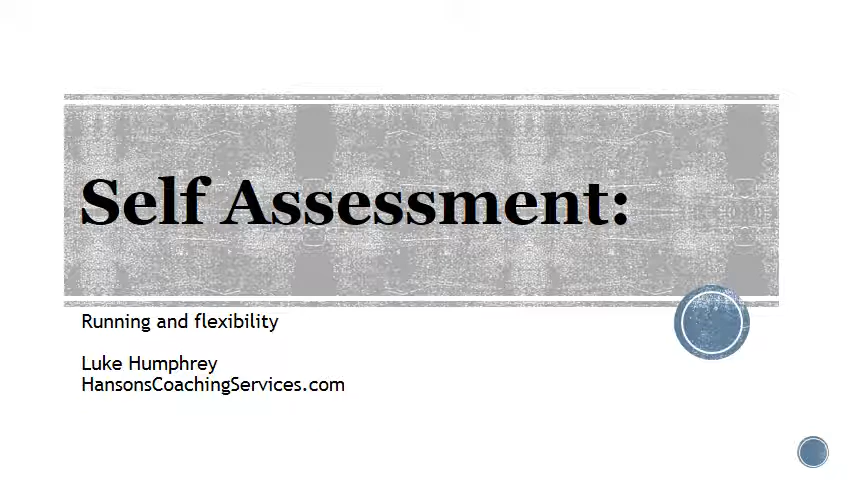 Self Assessment:
Running and flexibility
Luke Humphrey
HansonsCoachingServices.com